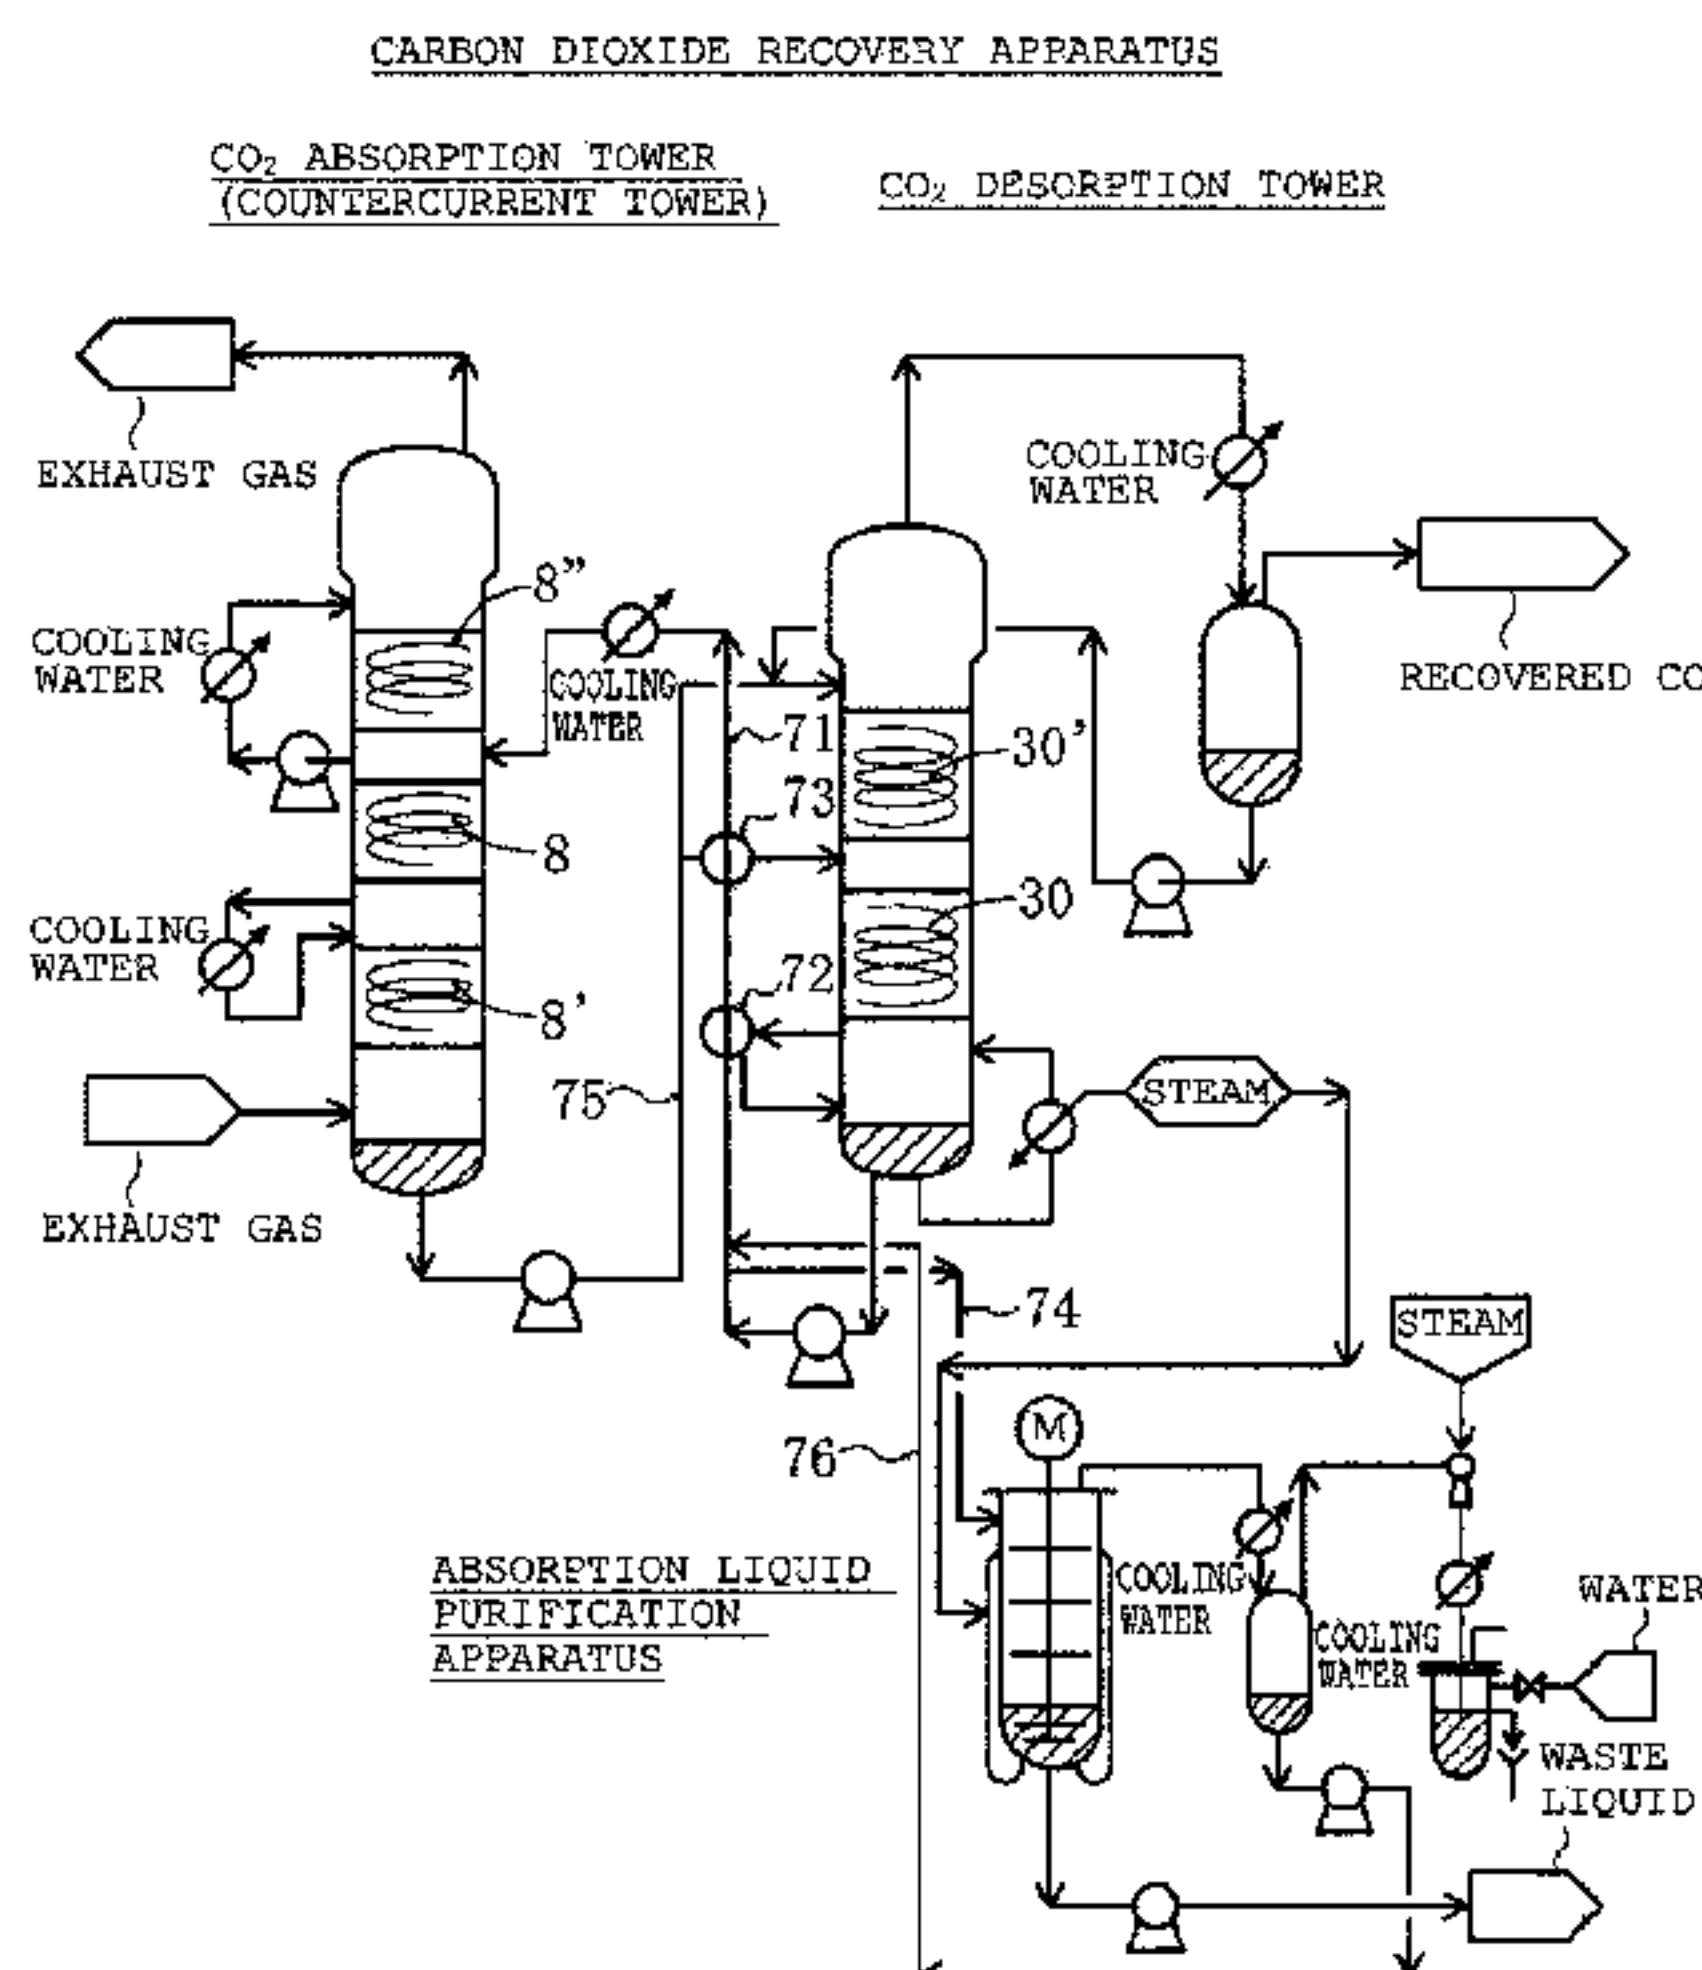 CARBON DIOXIDE RECOVERY APPARATUS
CO₂ ABSORPTION TOWER
(COUNTERCURRENT TOWER)
CO₂ DESORPTION TOWER
EXHAUST GAS
COOLING
WATER
8”
COOLING
WATER
COOLING
WATER
RECOVERED CO
71
30’
73
8
30
COOLING
WATER
72
8’
75
STEAM
EXHAUST GAS
74
STEAM
M
76
ABSORPTION LIQUID
PURIFICATION
APPARATUS
COOLING
WATER
COOLING
WATER
WATER
WASTE
LIQUID